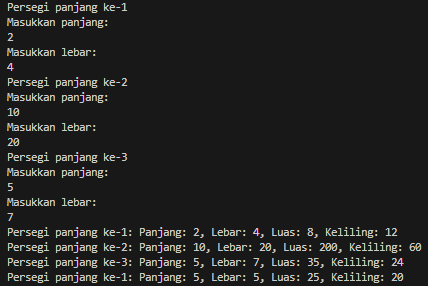 Persegi panjang ke-1
Masukkan panjang:
2
Masukkan lebar:
4
Persegi panjang ke-2
Masukkan panjang:
10
Masukkan lebar:
20
Persegi panjang ke-3
Masukkan panjang:
5
Masukkan lebar:
7
Persegi panjang ke-1: Panjang: 2, Lebar: 4, Luas: 8, Keliling: 12
Persegi panjang ke-2: Panjang: 10, Lebar: 20, Luas: 200, Keliling: 60
Persegi panjang ke-3: Panjang: 5, Lebar: 7, Luas: 35, Keliling: 24
Persegi panjang ke-1: Panjang: 5, Lebar: 5, Luas: 25, Keliling: 20